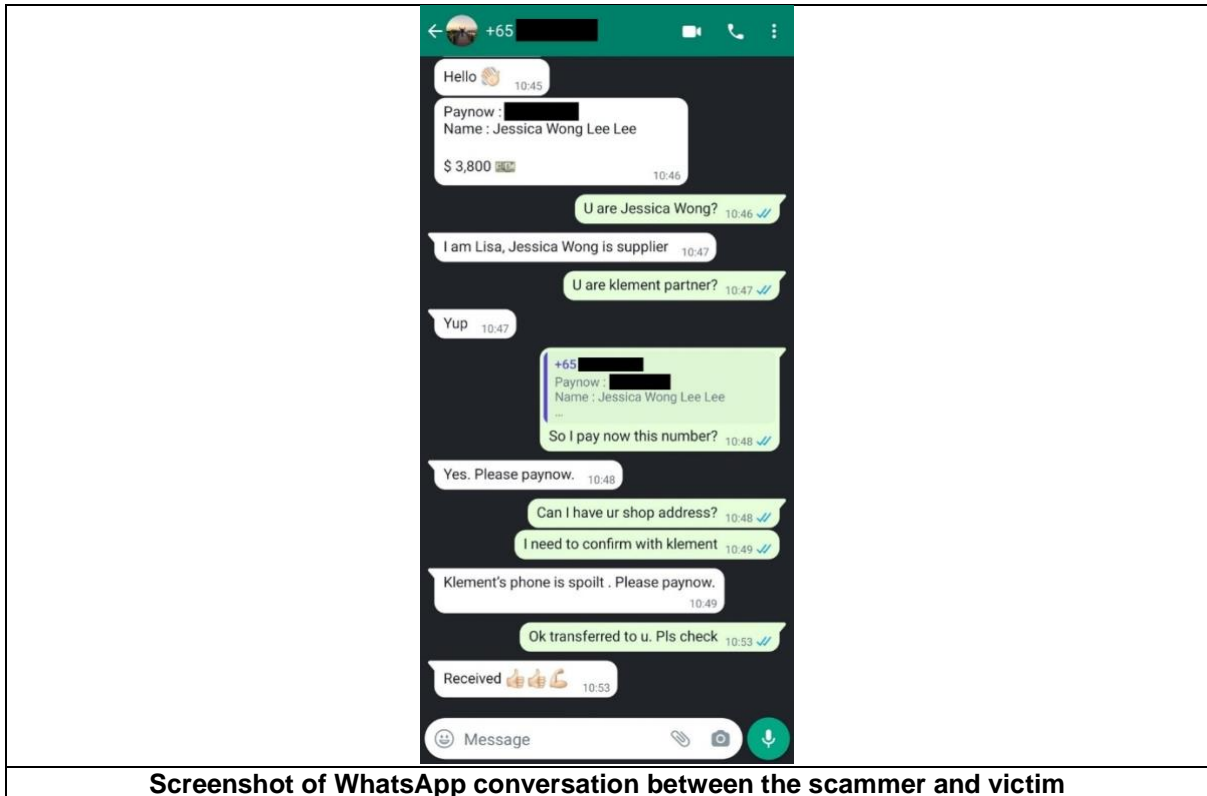 +65
Hello 👋🏻 10:45
Paynow :
Name : Jessica Wong Lee Lee
$ 3,800 💵
10:46
U are Jessica Wong? 10:46
I am Lisa, Jessica Wong is supplier 10:47
U are klement partner? 10:47
Yup 10:47
+65
Paynow :
Name : Jessica Wong Lee Lee
...
So I pay now this number? 10:48
Yes. Please paynow. 10:48
Can I have ur shop address? 10:48
I need to confirm with klement 10:49
Klement's phone is spoilt . Please paynow.
10:49
Ok transferred to u. Pls check 10:53
Received 👍🏻👍🏻💪🏻 10:53
Message
Screenshot of WhatsApp conversation between the scammer and victim